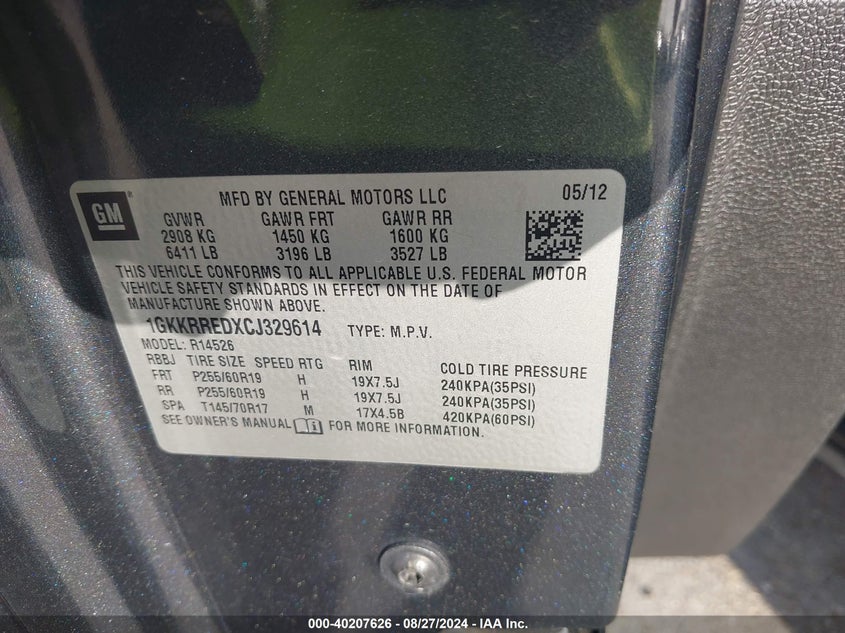 GM
MFD BY GENERAL MOTORS LLC 05/12
GVWR GAWR FRT GAWR RR
2908 KG 1450 KG 1600 KG
6411 LB 3196 LB 3527 LB
THIS VEHICLE CONFORMS TO ALL APPLICABLE U.S. FEDERAL MOTOR
VEHICLE SAFETY STANDARDS IN EFFECT ON THE DATE OF
MANUFACTURE SHOWN ABOVE.
1GKKRREDXCJ329614 TYPE: M.P.V.
MODEL: R14526
RBBJ TIRE SIZE SPEED RTG RIM COLD TIRE PRESSURE
FRT P255/60R19 H 19X7.5J 240KPA(35PSI)
RR P255/60R19 H 19X7.5J 240KPA(35PSI)
SPA T145/70R17 M 17X4.5B 420KPA(60PSI)
SEE OWNER'S MANUAL i FOR MORE INFORMATION.
000-40207626 - 08/27/2024 - IAA Inc.